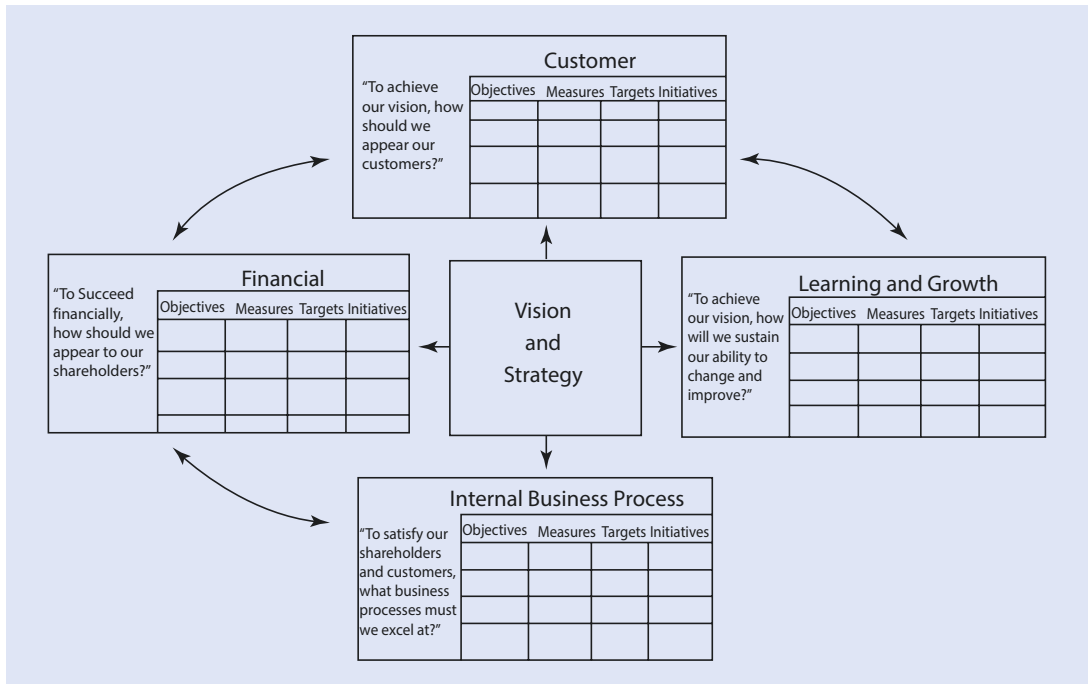 Customer
“To achieve
our vision, how
should we
appear our
customers?”
Objectives Measures Targets Initiatives
Financial
“To Succeed
financially,
how should we
appear to our
shareholders?”
Objectives Measures Targets Initiatives
Vision
and
Strategy
Learning and Growth
“To achieve
our vision, how
will we sustain
our ability to
change and
improve?”
Objectives Measures Targets Initiatives
Internal Business Process
“To satisfy our
shareholders
and customers,
what business
processes must
we excel at?”
Objectives Measures Targets Initiatives